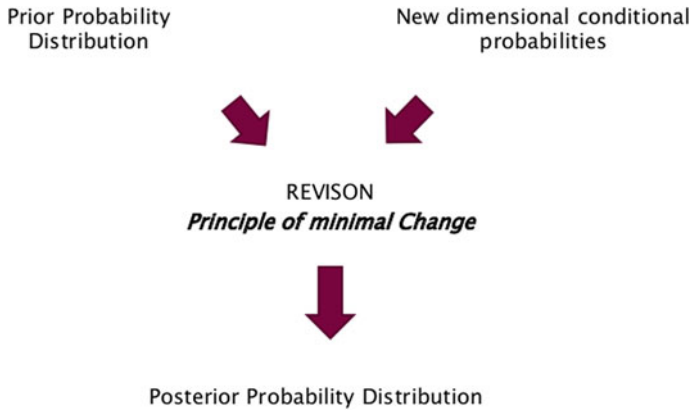 Prior Probability
Distribution
New dimensional conditional
probabilities
REVISON
Principle of minimal Change
Posterior Probability Distribution